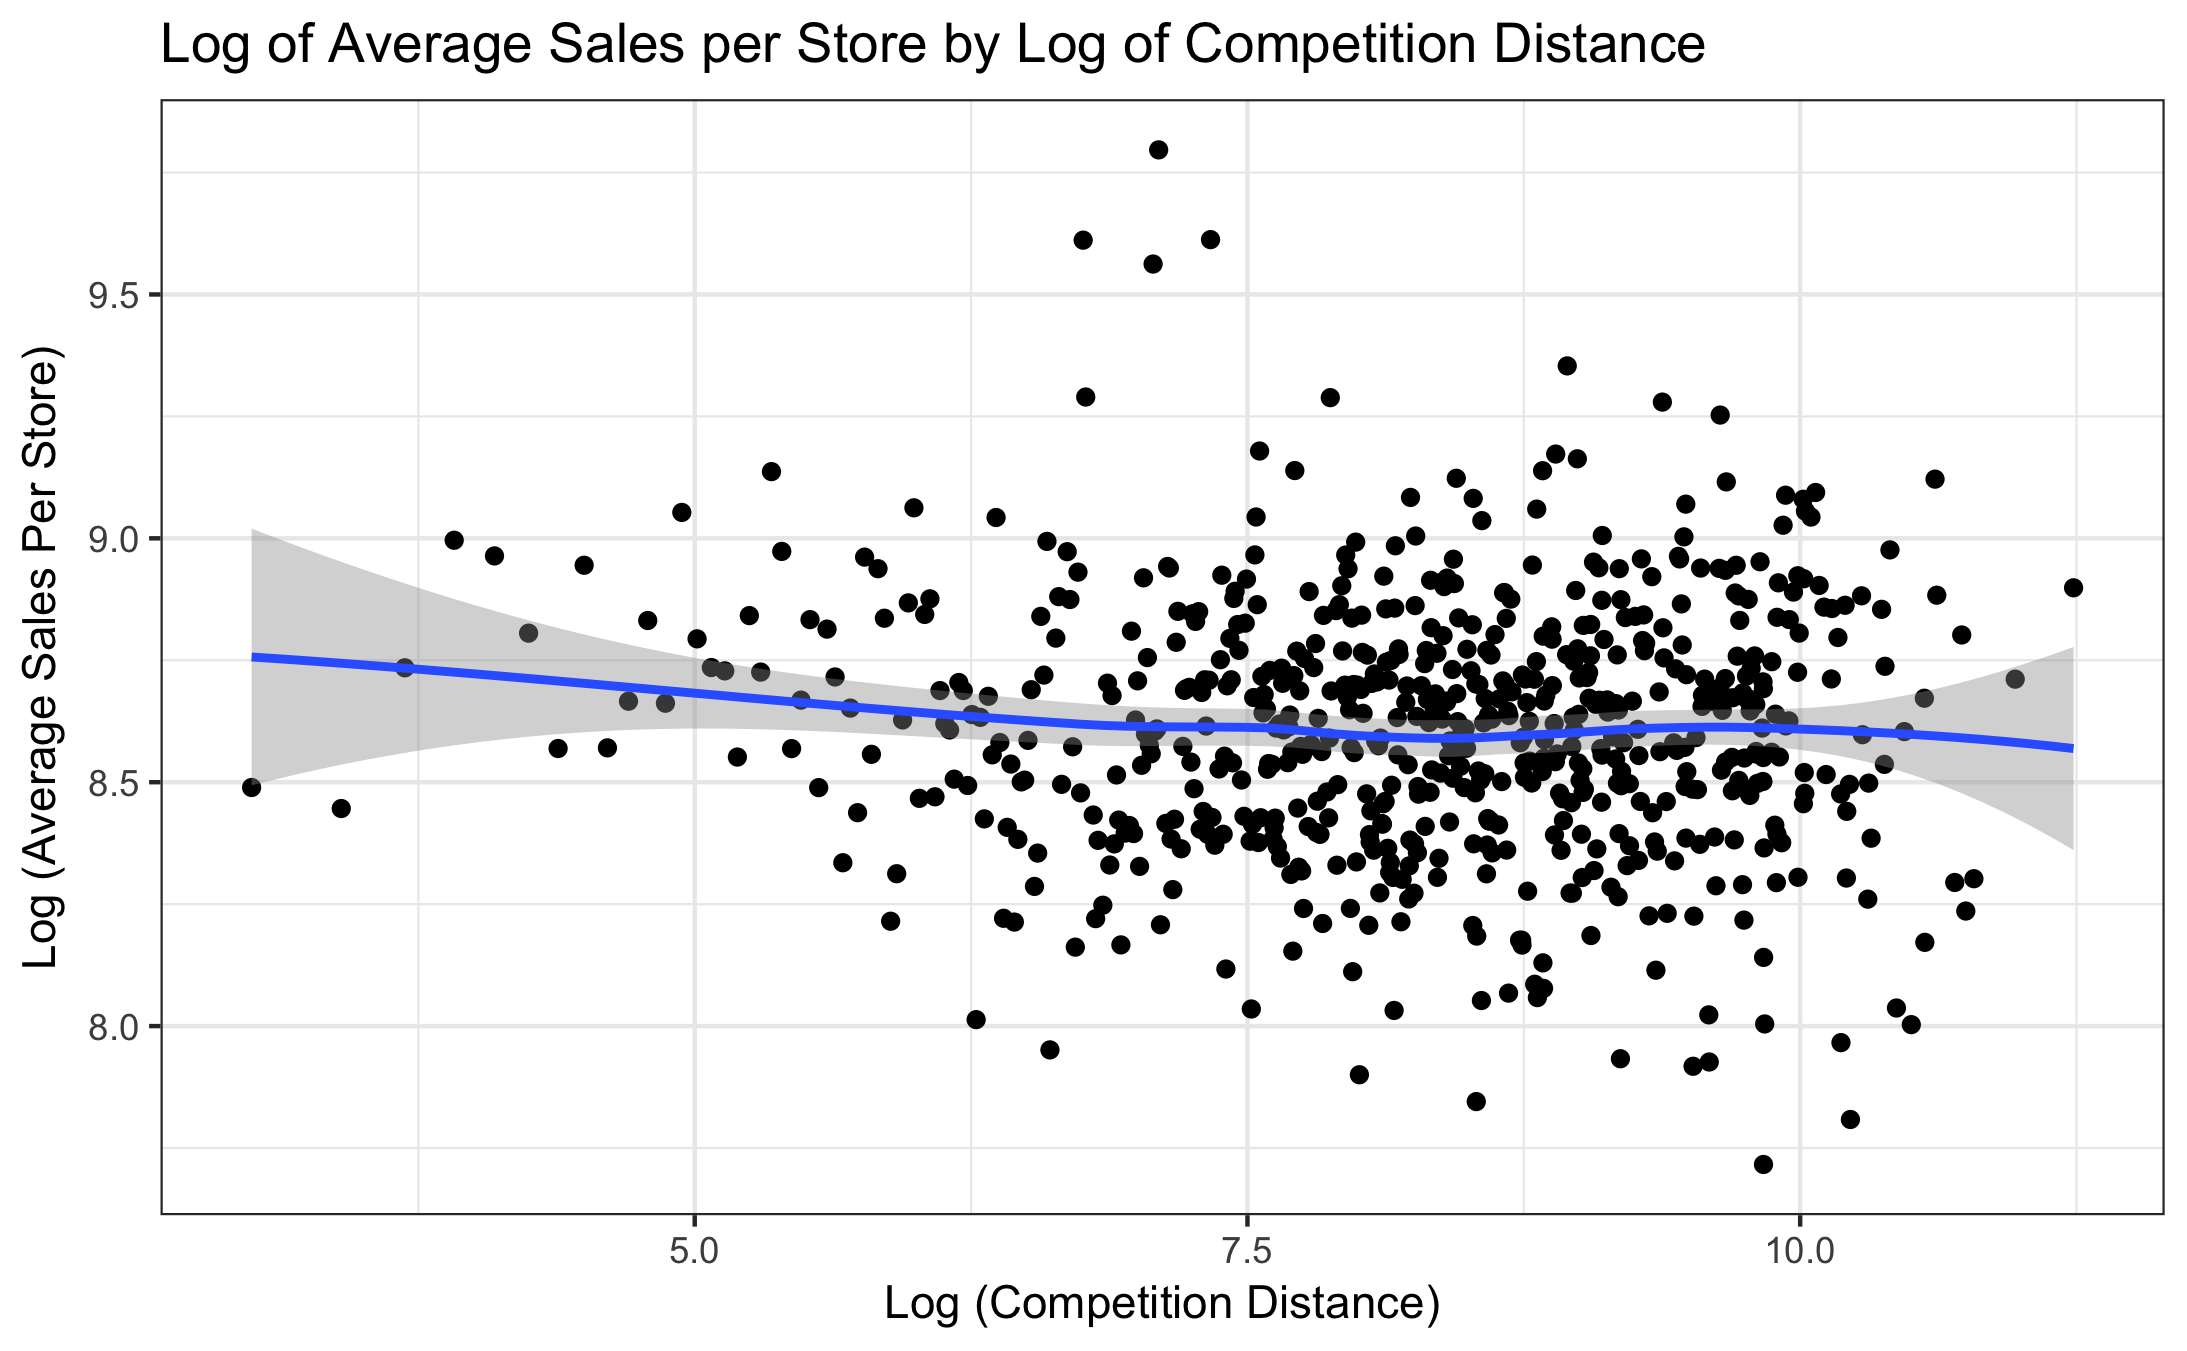 Log of Average Sales per Store by Log of Competition Distance
Log (Average Sales Per Store)
9.5
9.0
8.5
8.0
5.0
7.5
10.0
Log (Competition Distance)